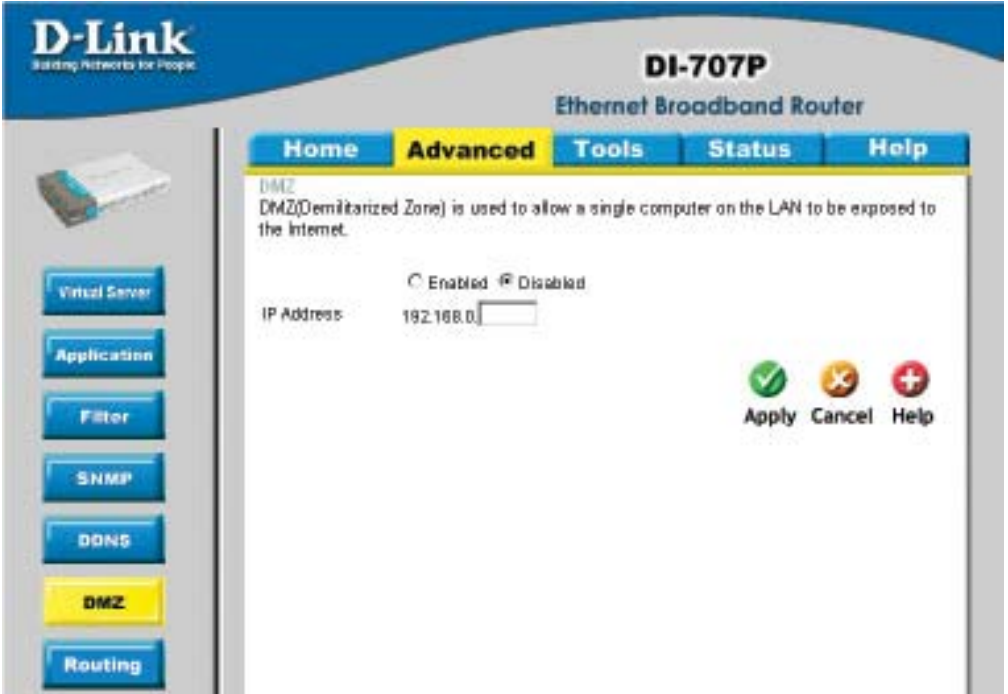 D-Link
Building Networks for People
DI-707P
Ethernet Broadband Router
Home Advanced Tools Status Help
DMZ
DMZ(Demilitarized Zone) is used to allow a single computer on the LAN to be exposed to
the Internet.
Enabled Disabled
IP Address 192.168.0.
Apply Cancel Help
Virtual Server
Application
Filter
SNMP
DDNS
DMZ
Routing